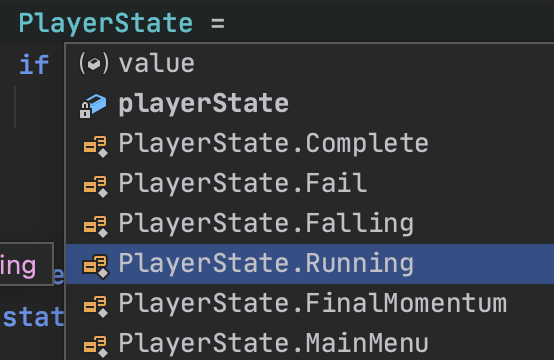 PlayerState =
if
(∘) value
playerState
PlayerState.Complete
PlayerState.Fail
PlayerState.Falling
ing
PlayerState.Running
e
stat
PlayerState.FinalMomentum
PlayerState.MainMenu